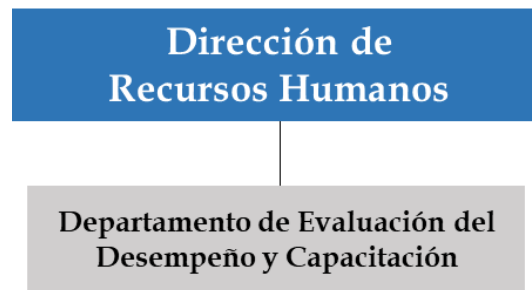 Dirección de
Recursos Humanos
Departamento de Evaluación del
Desempeño y Capacitación